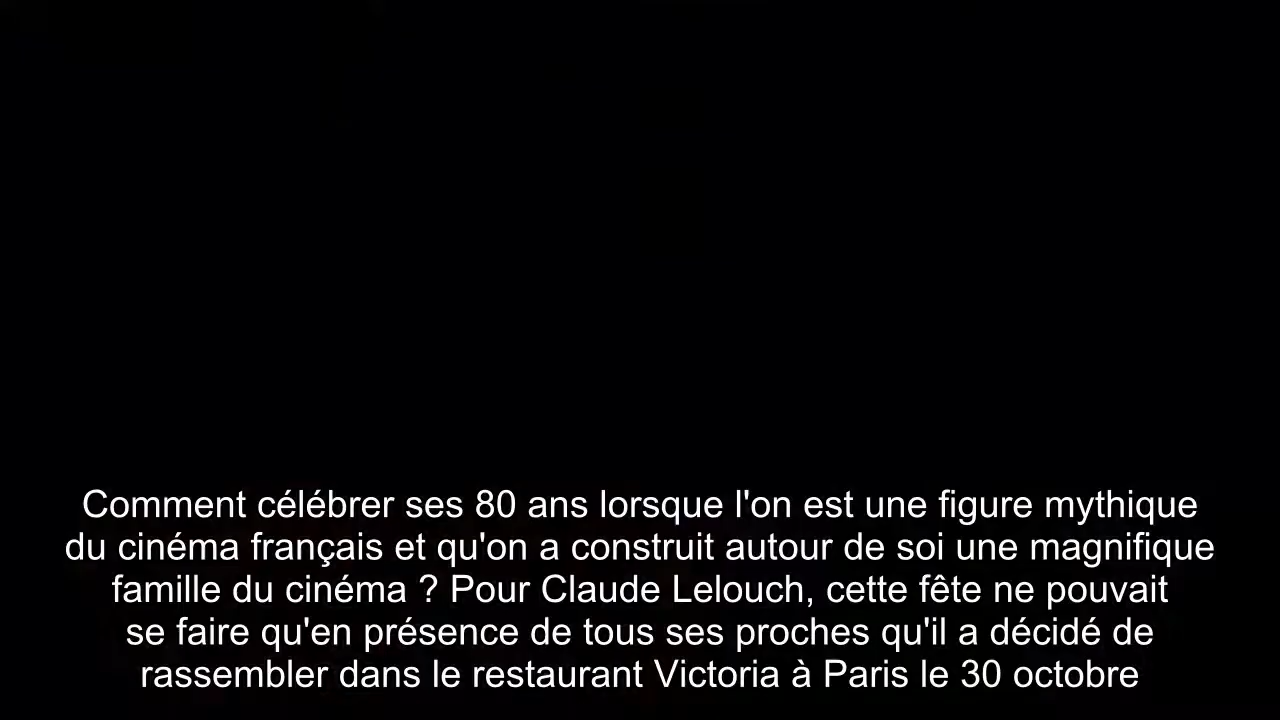 Comment célébrer ses 80 ans lorsque l'on est une figure mythique
du cinéma français et qu'on a construit autour de soi une magnifique
famille du cinéma ? Pour Claude Lelouch, cette fête ne pouvait
se faire qu'en présence de tous ses proches qu'il a décidé de
rassembler dans le restaurant Victoria à Paris le 30 octobre